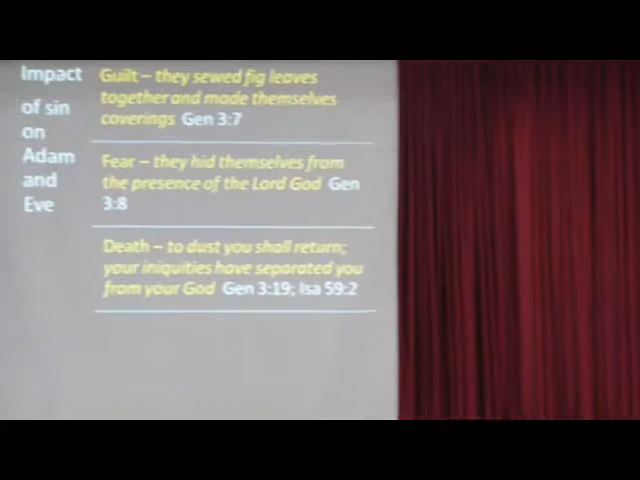 Impact
of sin
on
Adam
and
Eve
Guilt – they sewed fig leaves
together and made themselves
coverings Gen 3:7
Fear – they hid themselves from
the presence of the Lord God Gen
3:8
Death – to dust you shall return;
your iniquities have separated you
from your God Gen 3:19; Isa 59:2